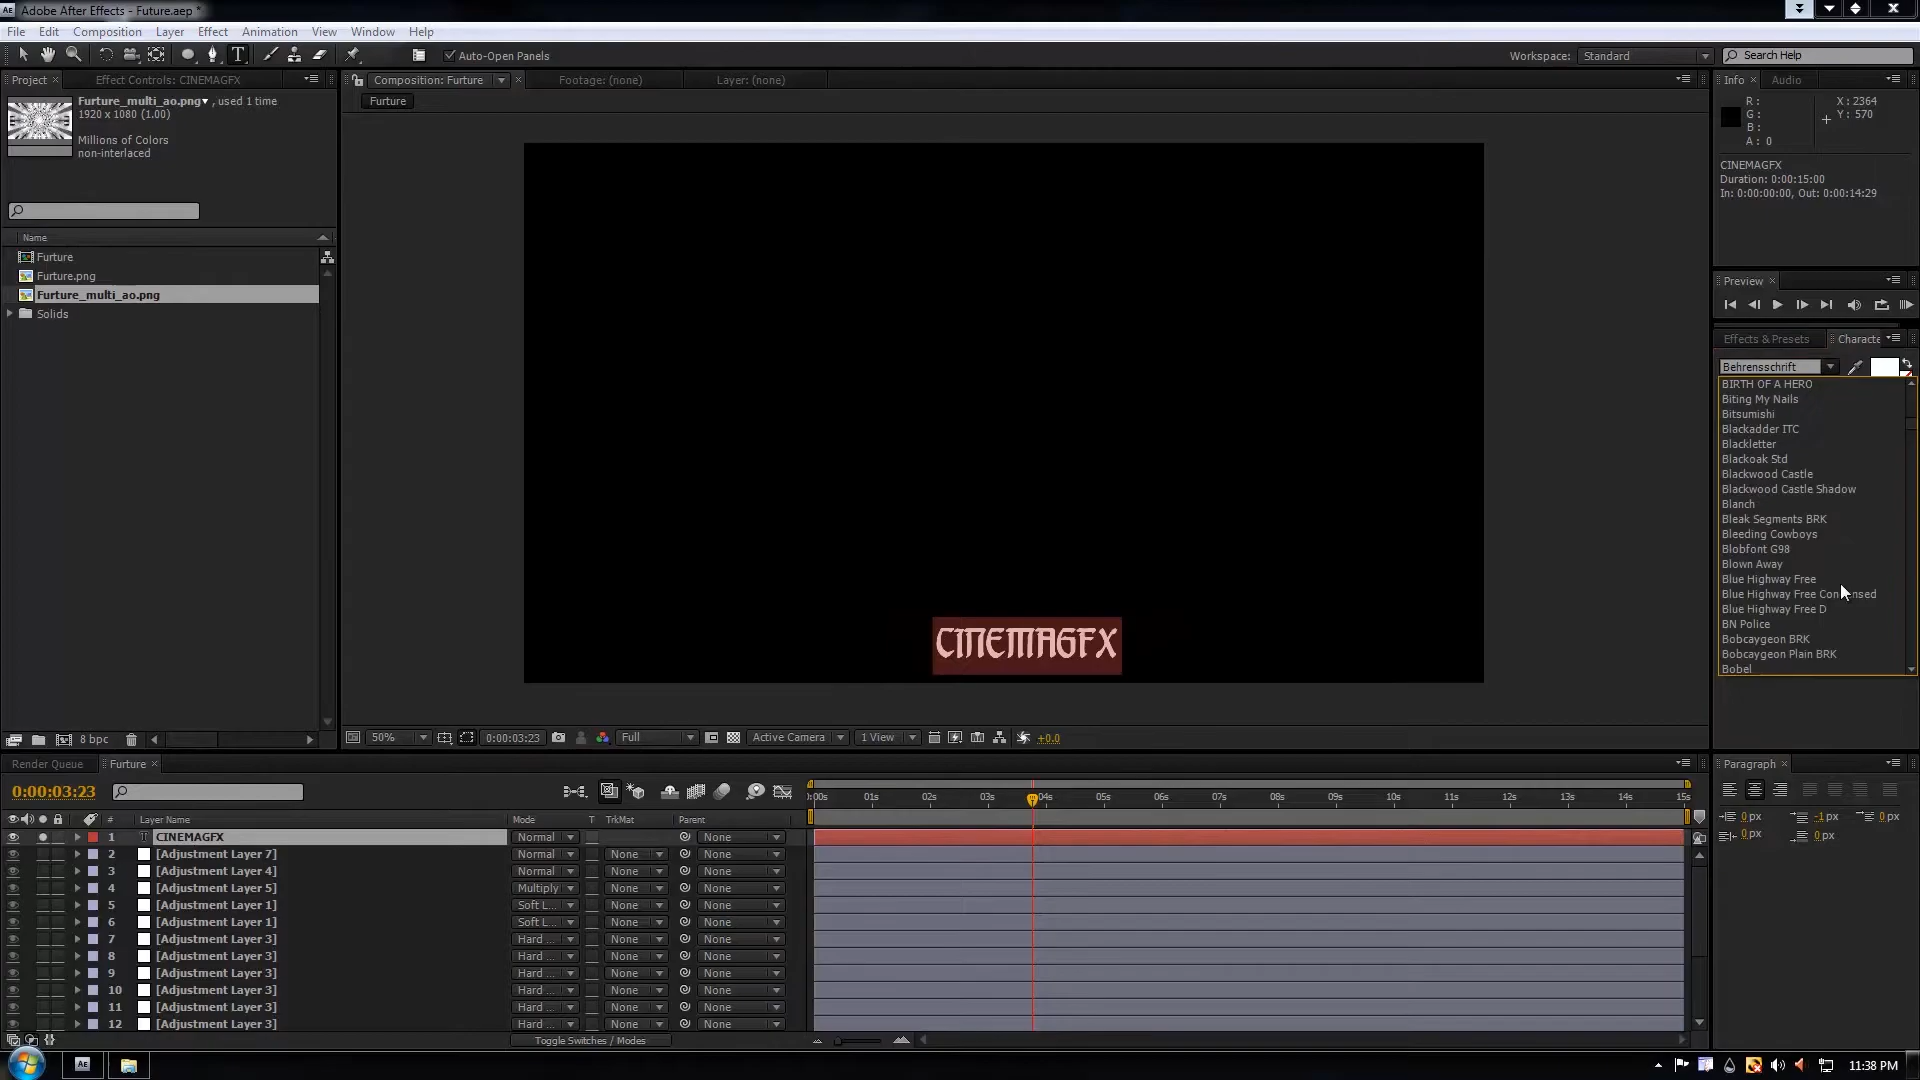 Adobe After Effects - Future.aep *
File Edit Composition Layer Effect Animation View Window Help
Auto-Open Panels
Workspace: Standard
Search Help
Project
Effect Controls: CINEMAGFX
Composition: Furture
Footage: (none)
Layer: (none)
Info
Audio
Furture
Furture_multi_ao.png, used 1 time
1920 x 1080 (1.00)
Millions of Colors
non-interlaced
R:
G:
B:
A: 0
X: 2364
Y: 570
CINEMAGFX
Duration: 0:00:15:00
In: 0:00:00:00, Out: 0:00:14:29
Name
Furture
Furture.png
Furture_multi_ao.png
Solids
Preview
Effects & Presets
Characte
Behrensschrift
BIRTH OF A HERO
Biting My Nails
Bitsumishi
Blackadder ITC
Blackletter
Blackoak Std
Blackwood Castle
Blackwood Castle Shadow
Blanch
Bleak Segments BRK
Bleeding Cowboys
Blobfont G98
Blown Away
Blue Highway Free
Blue Highway Free
Blue Highway Free D
BN Police
Bobcaygeon BRK
Bobcaygeon Plain BRK
Bobel
CINEMAGFX
8 bpc
50%
0:00:03:23
Full
Active Camera
1 View
+0.0
Render Queue
Furture
Paragraph
0:00:03:23
:00s 01s 02s 03s 04s 05s 06s 07s 08s 09s 10s 11s 12s 13s 14s 15s
# Layer Name Mode T TrkMat Parent
0 px -1 px 0 px
0 px 0 px
1 T CINEMAGFX Normal None
2 [Adjustment Layer 7] Normal None None
3 [Adjustment Layer 4] Normal None None
4 [Adjustment Layer 5] Multiply None None
5 [Adjustment Layer 1] Soft L... None None
6 [Adjustment Layer 1] Soft L... None None
7 [Adjustment Layer 3] Hard ... None None
8 [Adjustment Layer 3] Hard ... None None
9 [Adjustment Layer 3] Hard ... None None
10 [Adjustment Layer 3] Hard ... None None
11 [Adjustment Layer 3] Hard ... None None
12 [Adjustment Layer 3] Hard ... None None
Toggle Switches / Modes
Ae
11:38 PM